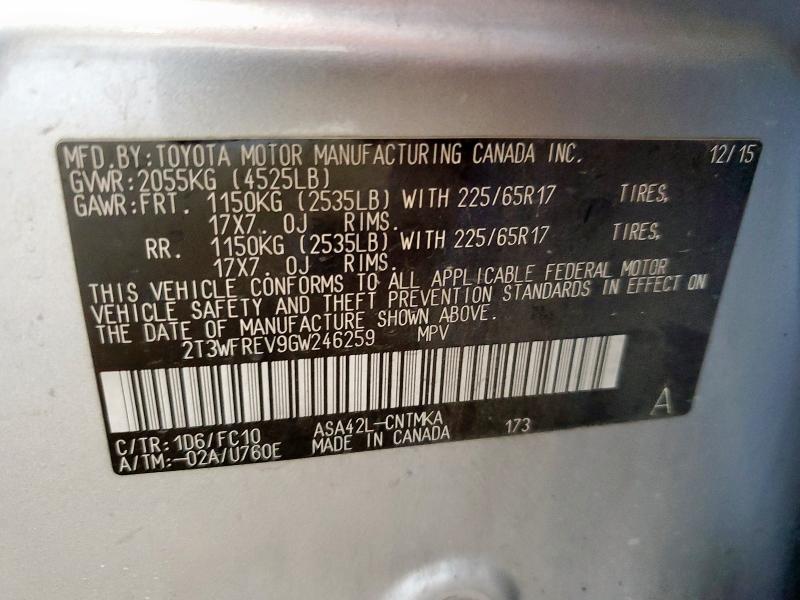 MFD.BY:TOYOTA MOTOR MANUFACTURING CANADA INC. 12/15
GVWR:2055KG (4525LB)
GAWR:FRT. 1150KG (2535LB) WITH 225/65R17 TIRES,
17X7.0J RIMS.
RR. 1150KG (2535LB) WITH 225/65R17 TIRES,
17X7.0J RIMS.
THIS VEHICLE CONFORMS TO ALL APPLICABLE FEDERAL MOTOR
VEHICLE SAFETY AND THEFT PREVENTION STANDARDS IN EFFECT ON
THE DATE OF MANUFACTURE SHOWN ABOVE.
2T3WFREV9GW246259 MPV
A
C/TR:1D6/FC10 ASA42L-CNTMKA 173
A/TM:-02A/U760E MADE IN CANADA